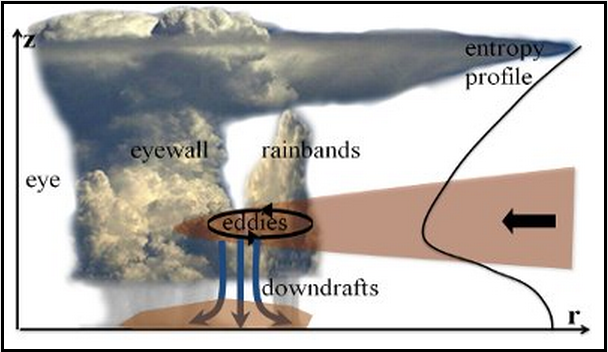 z
entropy
profile
eyewall
rainbands
eye
eddies
downdrafts
r